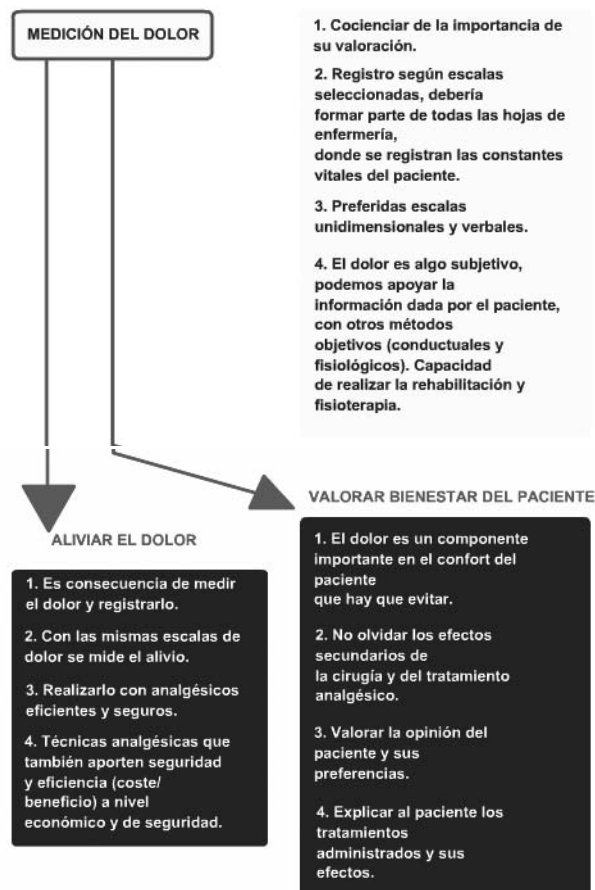 MEDICIÓN DEL DOLOR
1. Cocienciar de la importancia de
su valoración.
2. Registro según escalas
seleccionadas, debería
formar parte de todas las hojas de
enfermería,
donde se registran las constantes
vitales del paciente.
3. Preferidas escalas
unidimensionales y verbales.
4. El dolor es algo subjetivo,
podemos apoyar la
información dada por el paciente,
con otros métodos
objetivos (conductuales y
fisiológicos). Capacidad
de realizar la rehabilitación y
fisioterapia.
ALIVIAR EL DOLOR
1. Es consecuencia de medir
el dolor y registrarlo.
2. Con las mismas escalas de
dolor se mide el alivio.
3. Realizarlo con analgésicos
eficientes y seguros.
4. Técnicas analgésicas que
también aporten seguridad
y eficiencia (coste/
beneficio) a nivel
económico y de seguridad.
VALORAR BIENESTAR DEL PACIENTE
1. El dolor es un componente
importante en el confort del
paciente
que hay que evitar.
2. No olvidar los efectos
secundarios de
la cirugía y del tratamiento
analgésico.
3. Valorar la opinión del
paciente y sus
preferencias.
4. Explicar al paciente los
tratamientos
administrados y sus
efectos.